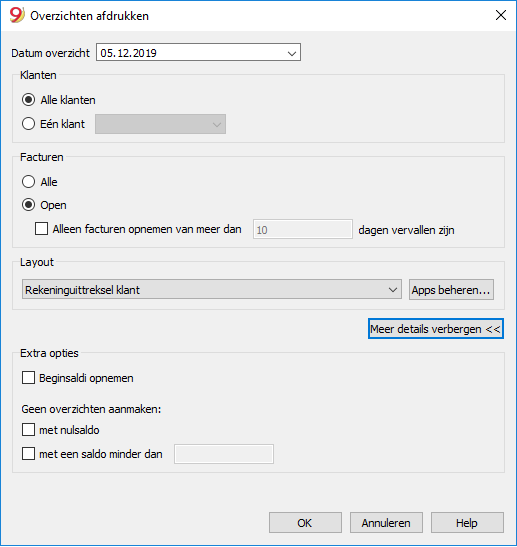 Overzichten afdrukken
Datum overzicht 05.12.2019
Klanten
Alle klanten
Eén klant
Facturen
Alle
Open
Alleen facturen opnemen van meer dan 10 dagen vervallen zijn
Layout
Rekeninguittreksel klant Apps beheren...
Meer details verbergen <<
Extra opties
Beginsaldi opnemen
Geen overzichten aanmaken:
met nulsaldo
met een saldo minder dan
OK Annuleren Help